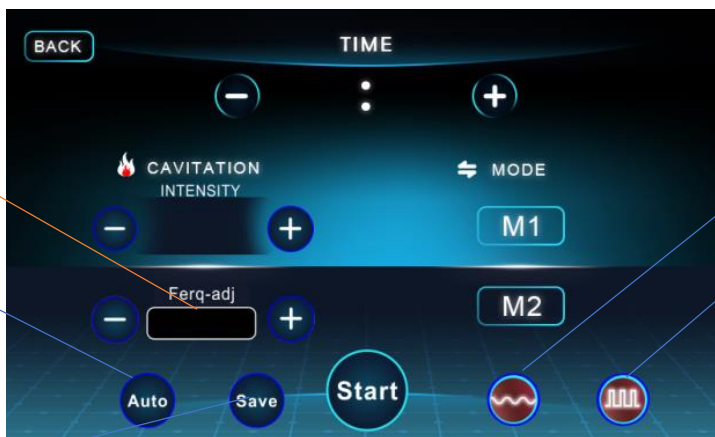 BACK
TIME
− : +
CAVITATION
INTENSITY
− +
MODE
M1
Ferq-adj
− +
M2
Auto
Save
Start